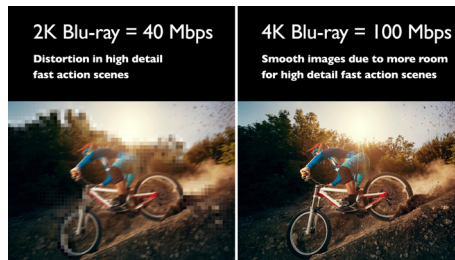 2K Blu-ray = 40 Mbps
Distortion in high detail
fast action scenes
4K Blu-ray = 100 Mbps
Smooth images due to more room
for high detail fast action scenes